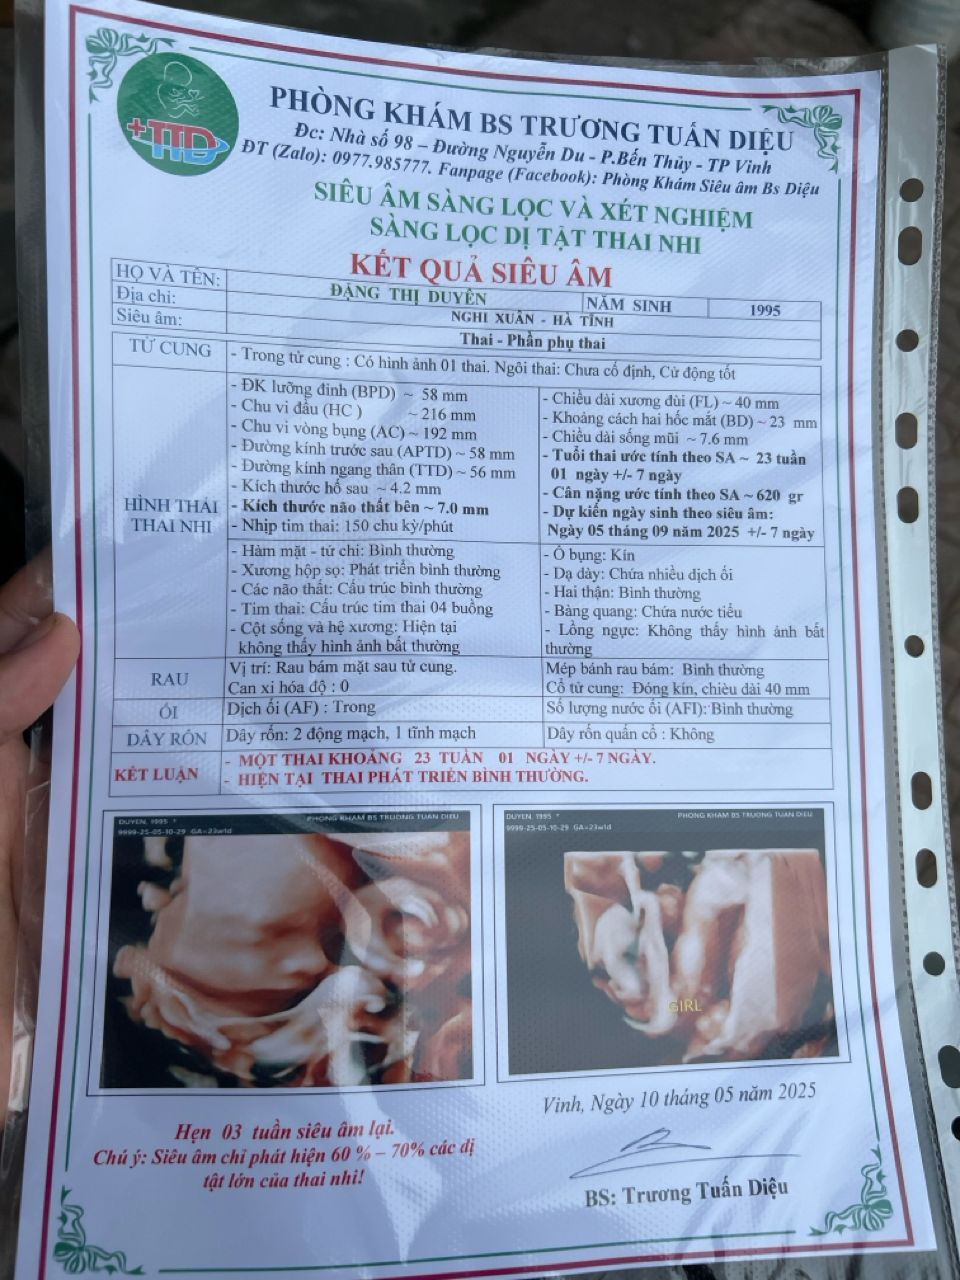 +TTD
PHÒNG KHÁM BS TRƯƠNG TUẤN DIỆU
Đc: Nhà số 98 – Đường Nguyễn Du - P.Bến Thủy - TP Vinh
ĐT (Zalo): 0977.985777. Fanpage (Facebook): Phòng Khám Siêu âm Bs Diệu
SIÊU ÂM SÀNG LỌC VÀ XÉT NGHIỆM
SÀNG LỌC DỊ TẬT THAI NHI
KẾT QUẢ SIÊU ÂM
HỌ VÀ TÊN: ĐẶNG THỊ DUYÊN NĂM SINH 1995
Địa chỉ: NGHI XUÂN - HÀ TĨNH
Siêu âm: Thai - Phần phụ thai
TỬ CUNG - Trong tử cung : Có hình ảnh 01 thai. Ngôi thai: Chưa cố định, Cử động tốt
HÌNH THÁI
THAI NHI
- ĐK lưỡng đỉnh (BPD) ~ 58 mm
- Chu vi đầu (HC ) ~ 216 mm
- Chu vi vòng bụng (AC) ~ 192 mm
- Đường kính trước sau (APTD) ~ 58 mm
- Đường kính ngang thân (TTD) ~ 56 mm
- Kích thước hố sau ~ 4.2 mm
- Kích thước não thất bên ~ 7.0 mm
- Nhịp tim thai: 150 chu kỳ/phút
- Chiều dài xương đùi (FL) ~ 40 mm
- Khoảng cách hai hốc mắt (BD) ~ 23 mm
- Chiều dài sống mũi ~ 7.6 mm
- Tuổi thai ước tính theo SA ~ 23 tuần
01 ngày +/- 7 ngày
- Cân nặng ước tính theo SA ~ 620 gr
- Dự kiến ngày sinh theo siêu âm:
Ngày 05 tháng 09 năm 2025 +/- 7 ngày
- Hàm mặt - tứ chi: Bình thường
- Xương hộp sọ: Phát triển bình thường
- Các não thất: Cấu trúc bình thường
- Tim thai: Cấu trúc tim thai 04 buồng
- Cột sống và hệ xương: Hiện tại
không thấy hình ảnh bất thường
- Ổ bụng: Kín
- Dạ dày: Chứa nhiều dịch ối
- Hai thận: Bình thường
- Bàng quang: Chứa nước tiểu
- Lồng ngực: Không thấy hình ảnh bất
thường
RAU
Vị trí: Rau bám mặt sau tử cung.
Can xi hóa độ : 0
Mép bánh rau bám: Bình thường
Cổ tử cung: Đóng kín, chièu dài 40 mm
ỐI Dịch ối (AF) : Trong Số lượng nước ối (AFI): Bình thường
DÂY RỐN Dây rốn: 2 động mạch, 1 tĩnh mạch Dây rốn quấn cổ : Không
KẾT LUẬN
- MỘT THAI KHOẢNG 23 TUẦN 01 NGÀY +/- 7 NGÀY.
- HIỆN TẠI THAI PHÁT TRIỂN BÌNH THƯỜNG.
DUYEN, 1995 * PHONG KHAM BS TRUONG TUAN DIEU
9999-25-05-10-29 GA=23w1d
DUYEN, 1995 * PHONG KHAM BS TRUONG TUAN DIEU
9999-25-05-10-29 GA=23w1d
GIRL
Vinh, Ngày 10 tháng 05 năm 2025
Hẹn 03 tuần siêu âm lại.
Chú ý: Siêu âm chỉ phát hiện 60 % – 70% các dị
tật lớn của thai nhi!
BS: Trương Tuấn Diệu